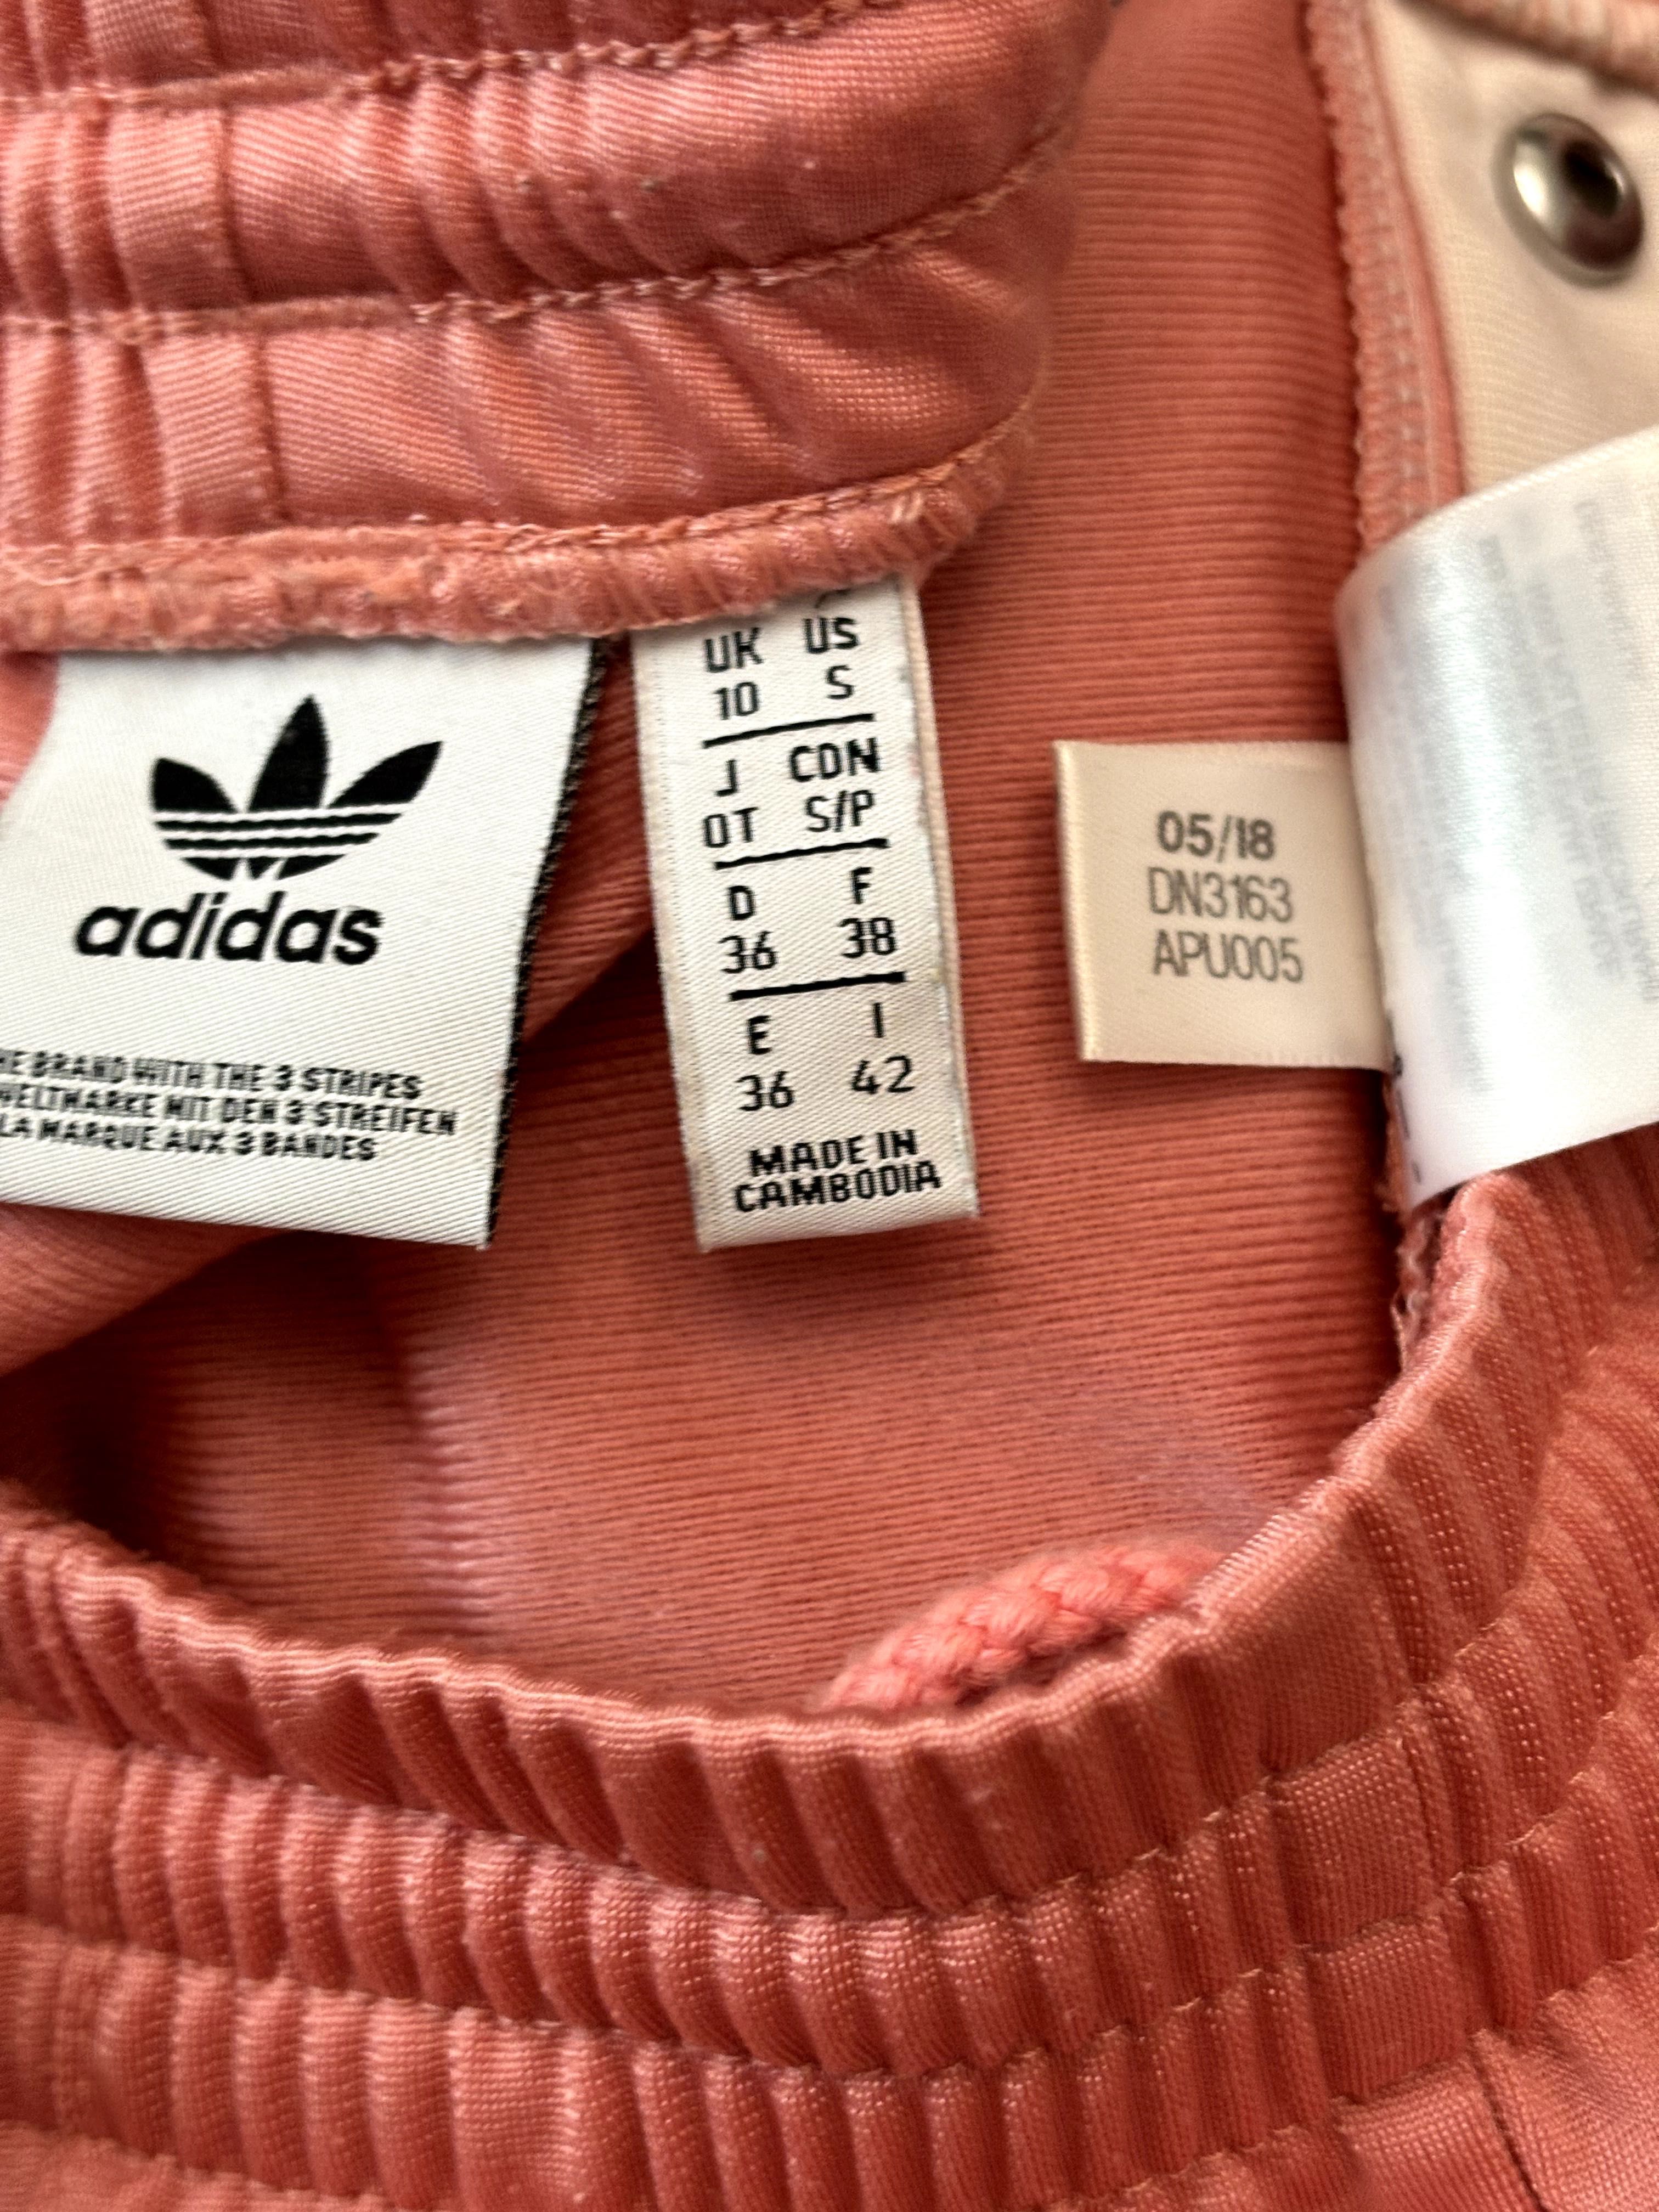 adidas
THE BRAND WITH THE 3 STRIPES
WELTMARKE MIT DEN 3 STREIFEN
LA MARQUE AUX 3 BANDES
UK US
10 S
J CDN
OT S/P
D F
36 38
E I
36 42
MADE IN
CAMBODIA
05/18
DN3163
APU005